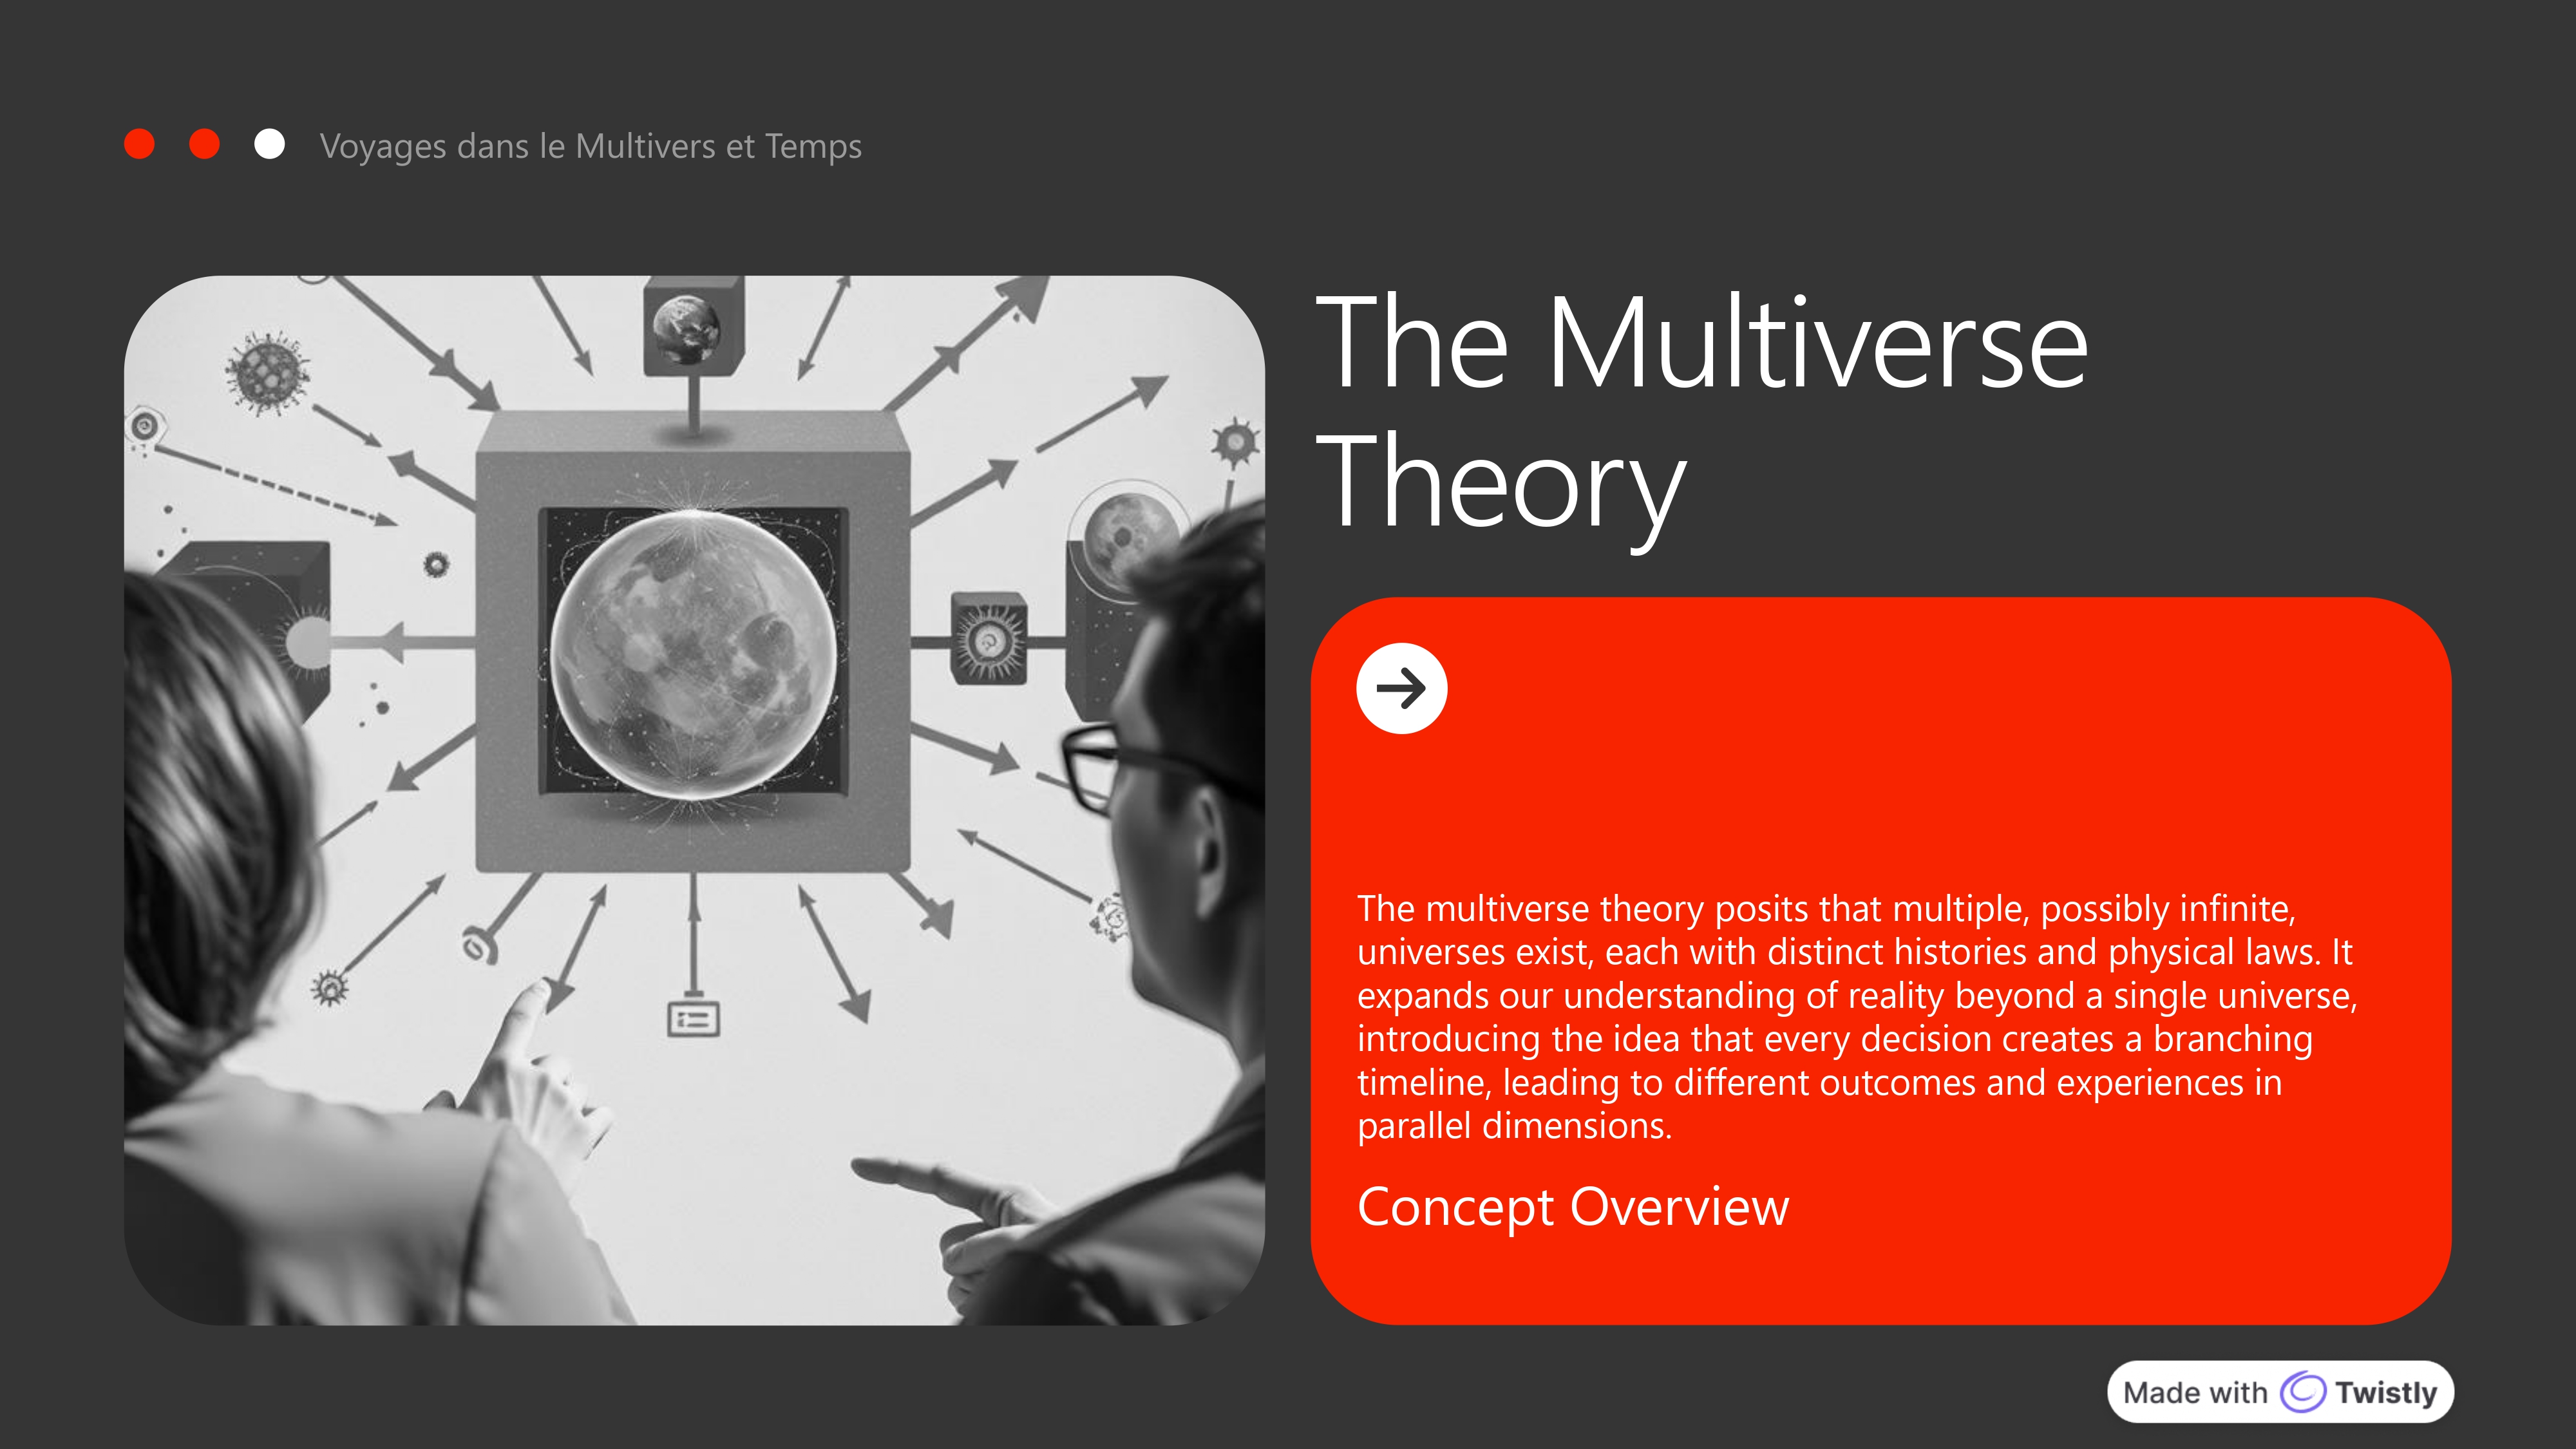 Voyages dans le Multivers et Temps
The Multiverse
Theory
The multiverse theory posits that multiple, possibly infinite,
universes exist, each with distinct histories and physical laws. It
expands our understanding of reality beyond a single universe,
introducing the idea that every decision creates a branching
timeline, leading to different outcomes and experiences in
parallel dimensions.
Concept Overview
Made with Twistly